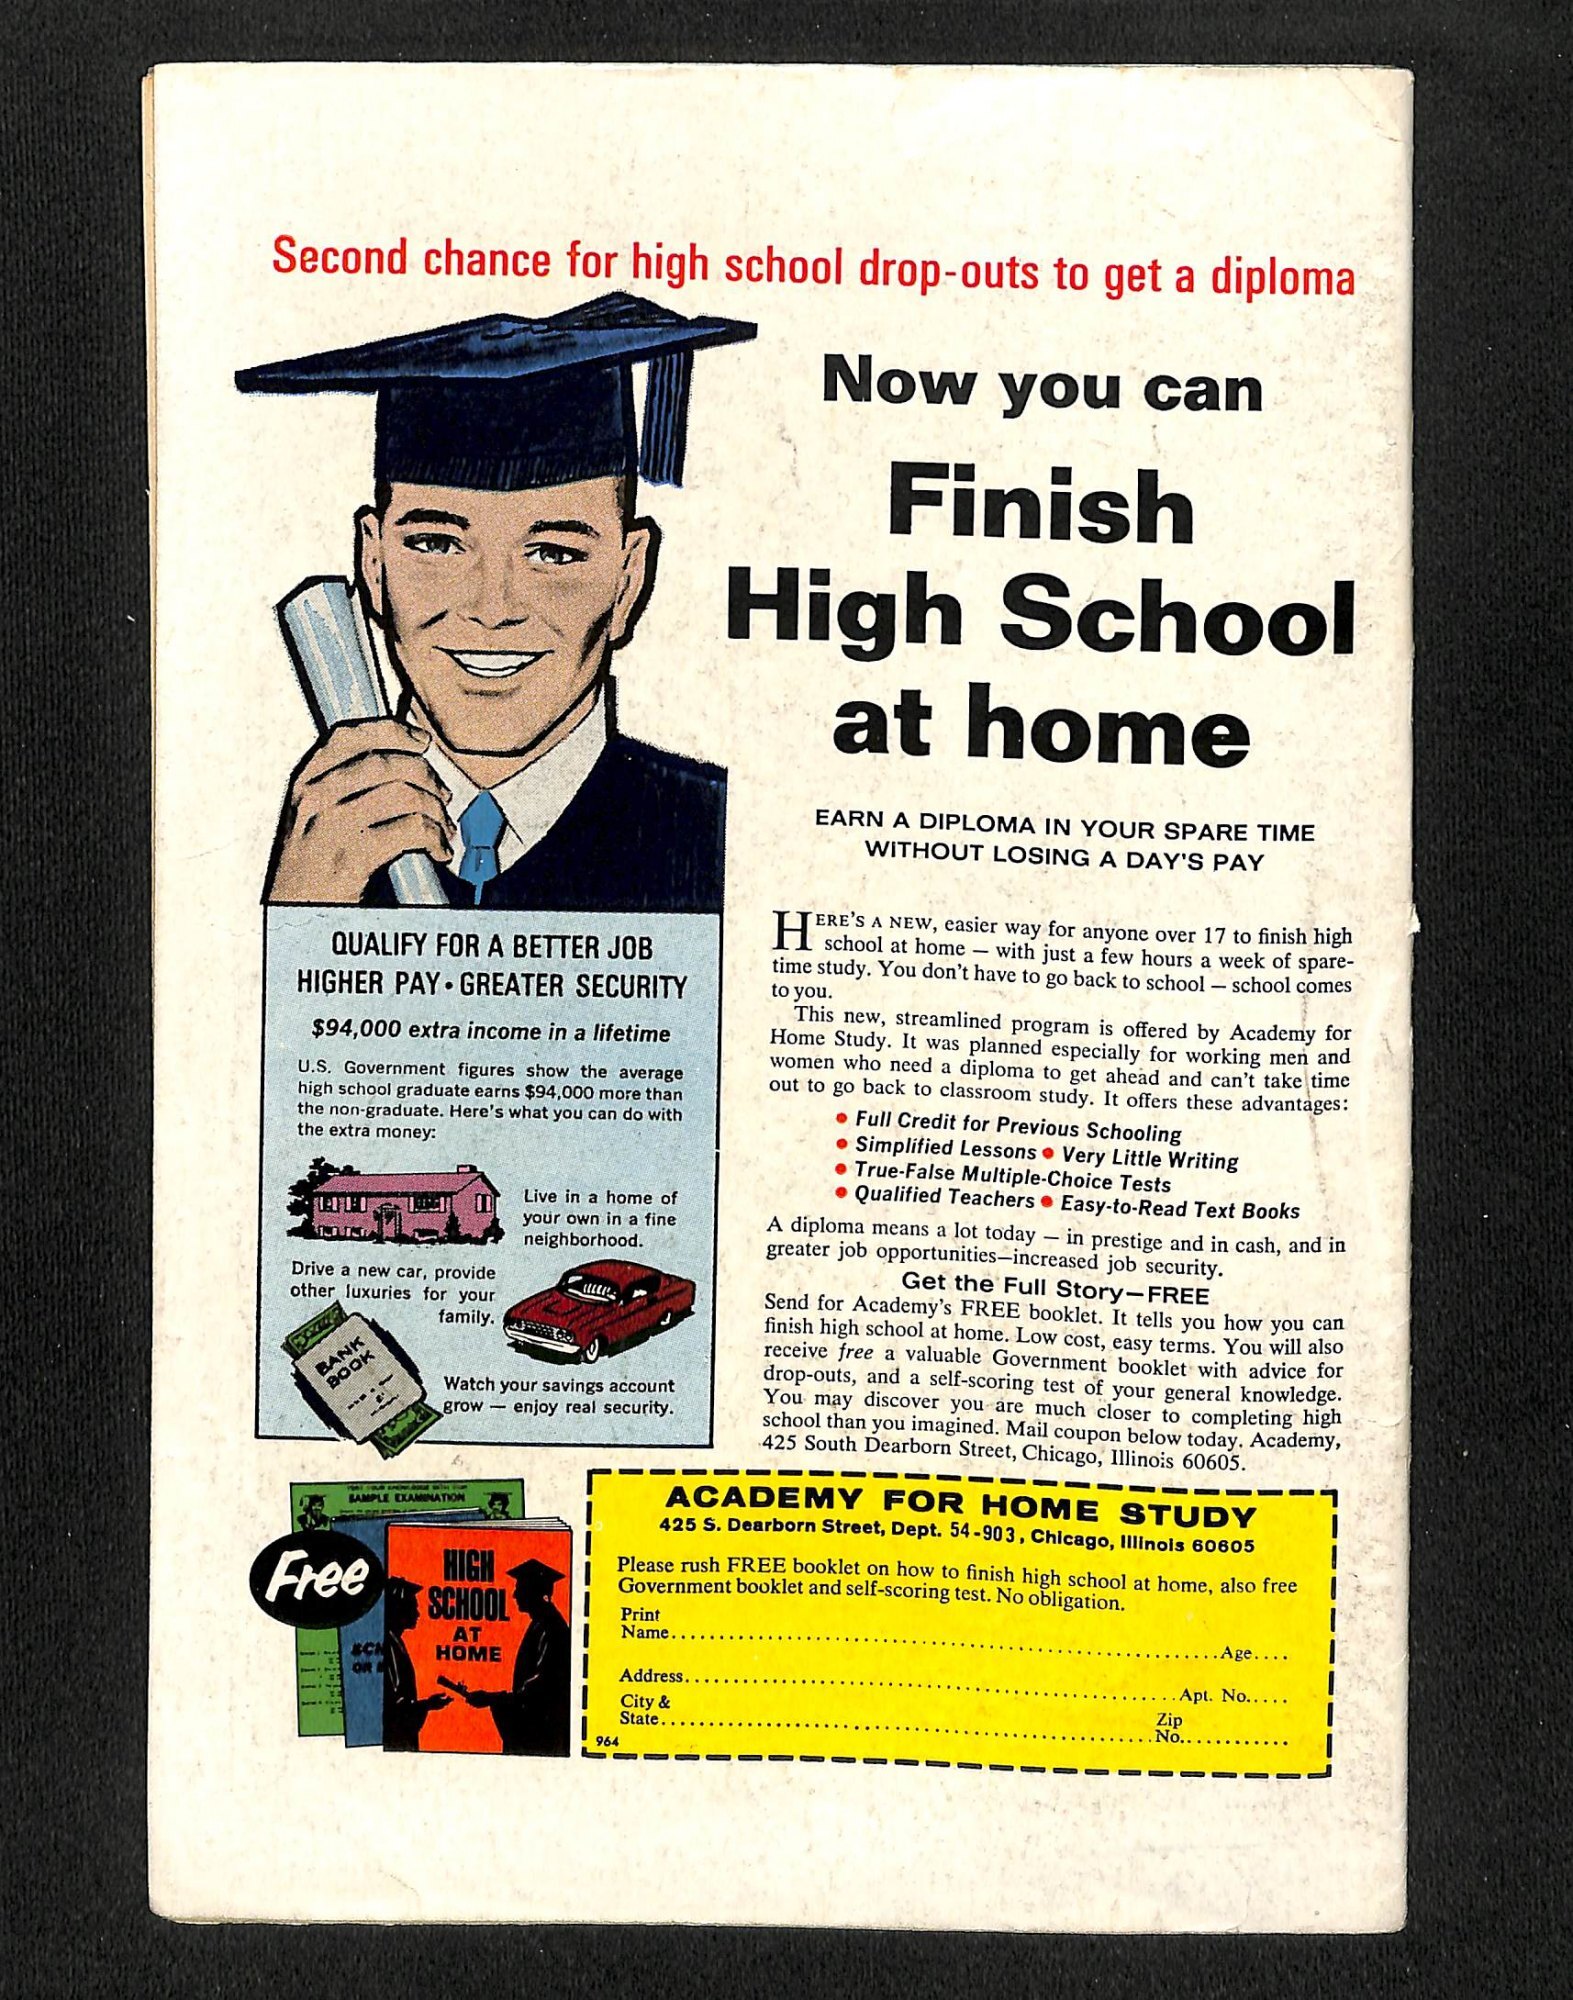 Second chance for high school drop-outs to get a diploma
Now you can
Finish
High School
at home
EARN A DIPLOMA IN YOUR SPARE TIME
WITHOUT LOSING A DAY'S PAY
HERE'S A NEW, easier way for anyone over 17 to finish high
school at home — with just a few hours a week of spare-
time study. You don't have to go back to school — school comes
to you.
This new, streamlined program is offered by Academy for
Home Study. It was planned especially for working men and
women who need a diploma to get ahead and can't take time
out to go back to classroom study. It offers these advantages:
• Full Credit for Previous Schooling
• Simplified Lessons • Very Little Writing
• True-False Multiple-Choice Tests
• Qualified Teachers • Easy-to-Read Text Books
A diploma means a lot today — in prestige and in cash, and in
greater job opportunities—increased job security.
Get the Full Story—FREE
Send for Academy's FREE booklet. It tells you how you can
finish high school at home. Low cost, easy terms. You will also
receive free a valuable Government booklet with advice for
drop-outs, and a self-scoring test of your general knowledge.
You may discover you are much closer to completing high
school than you imagined. Mail coupon below today. Academy,
425 South Dearborn Street, Chicago, Illinois 60605.
QUALIFY FOR A BETTER JOB
HIGHER PAY • GREATER SECURITY
$94,000 extra income in a lifetime
U.S. Government figures show the average
high school graduate earns $94,000 more than
the non-graduate. Here's what you can do with
the extra money:
Live in a home of
your own in a fine
neighborhood.
Drive a new car, provide
other luxuries for your
family.
BANK
BOOK
Watch your savings account
grow — enjoy real security.
SAMPLE EXAMINATION
Free
HIGH
SCHOOL
AT
HOME
OR
ACADEMY FOR HOME STUDY
425 S. Dearborn Street, Dept. 54-903, Chicago, Illinois 60605
Please rush FREE booklet on how to finish high school at home, also free
Government booklet and self-scoring test. No obligation.
Print
Name.......................................................Age....
Address..................................................Apt. No.....
City &
State..................................................Zip
No............
964